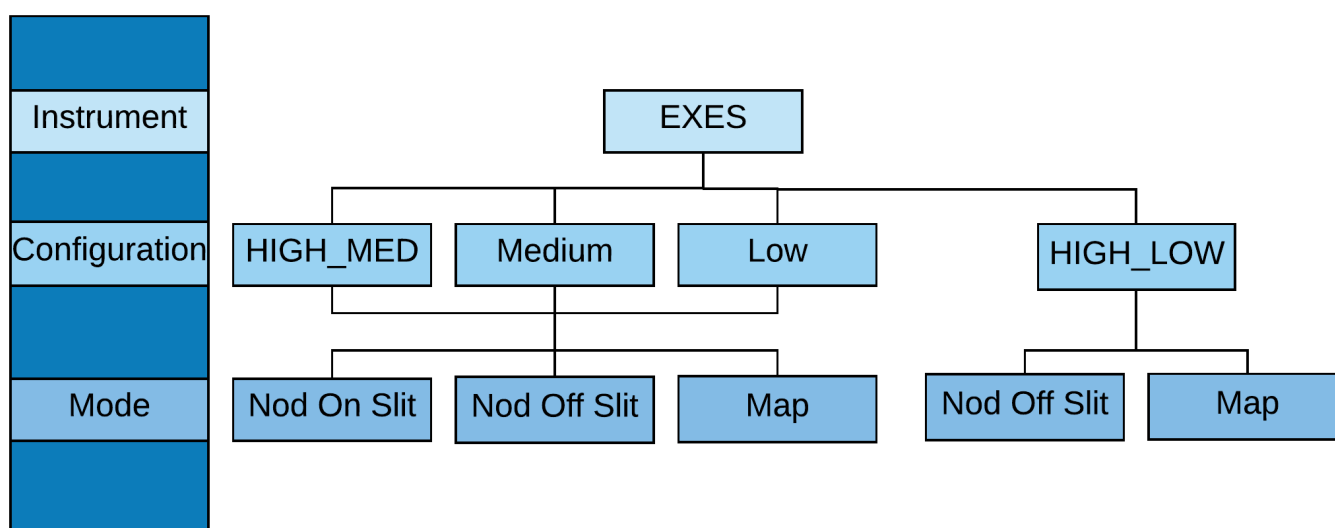 Instrument
EXES
Configuration
HIGH_MED
Medium
Low
HIGH_LOW
Mode
Nod On Slit
Nod Off Slit
Map
Nod Off Slit
Map